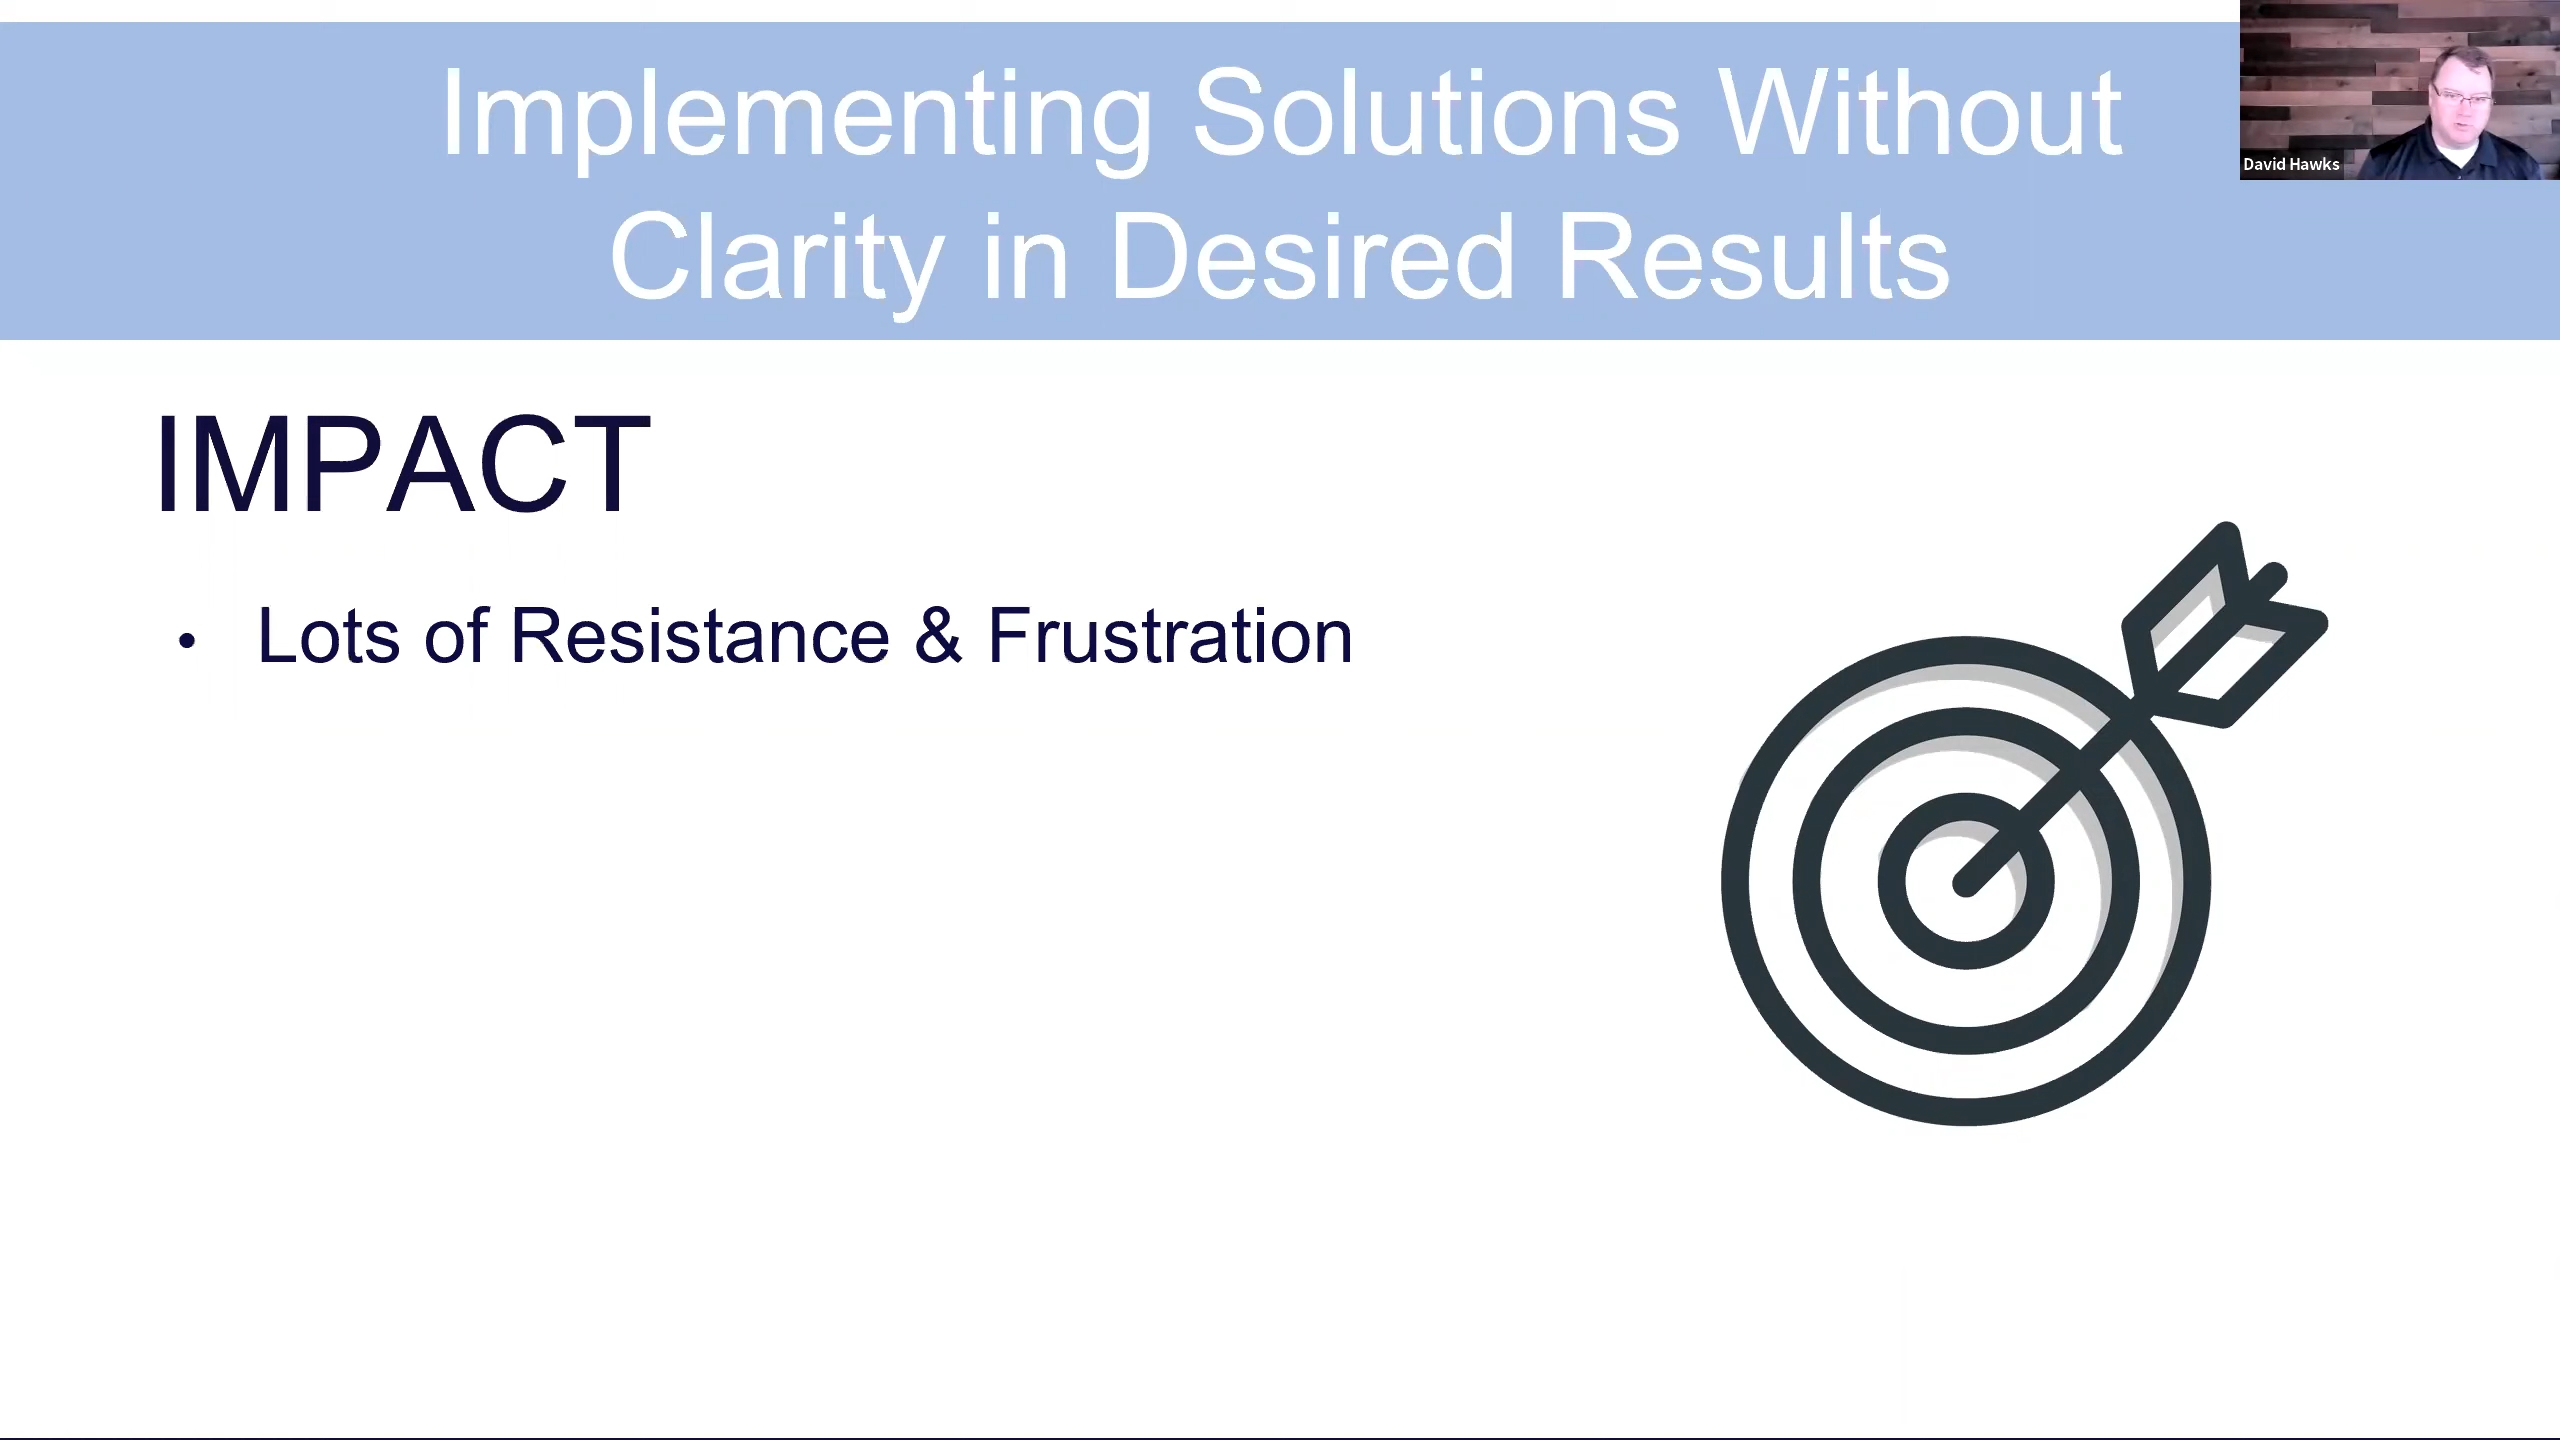 Implementing Solutions Without
Clarity in Desired Results
David Hawks
IMPACT
• Lots of Resistance & Frustration